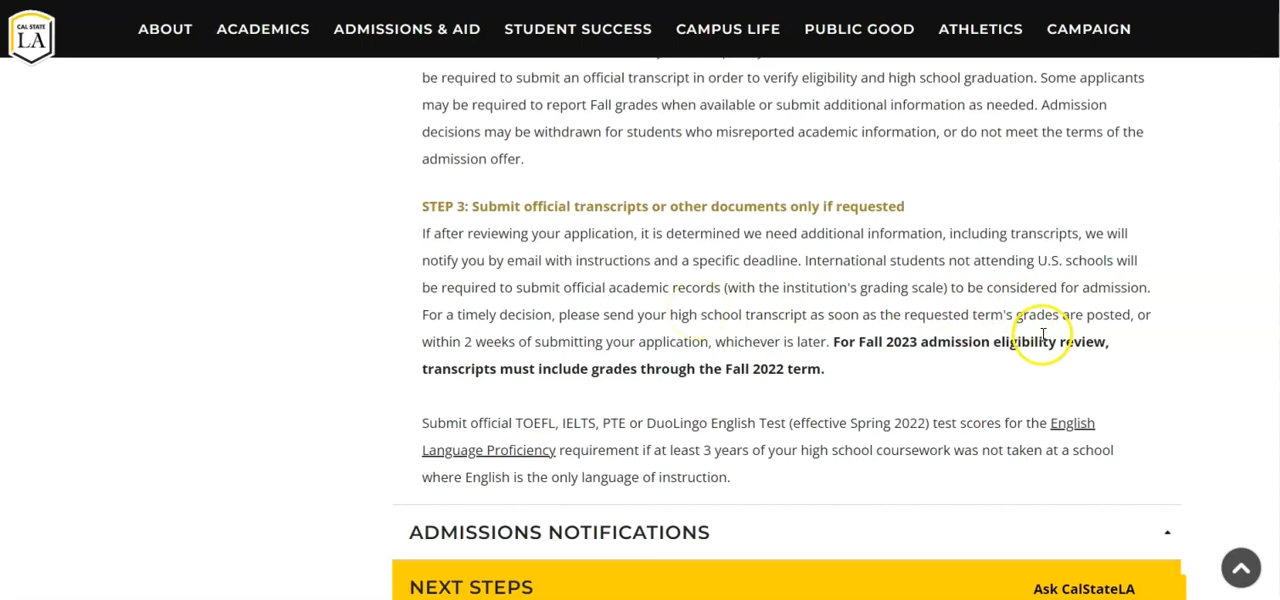 CAL STATE
LA
ABOUT ACADEMICS ADMISSIONS & AID STUDENT SUCCESS CAMPUS LIFE PUBLIC GOOD ATHLETICS CAMPAIGN
be required to submit an official transcript in order to verify eligibility and high school graduation. Some applicants
may be required to report Fall grades when available or submit additional information as needed. Admission
decisions may be withdrawn for students who misreported academic information, or do not meet the terms of the
admission offer.
STEP 3: Submit official transcripts or other documents only if requested
If after reviewing your application, it is determined we need additional information, including transcripts, we will
notify you by email with instructions and a specific deadline. International students not attending U.S. schools will
be required to submit official academic records (with the institution's grading scale) to be considered for admission.
For a timely decision, please send your high school transcript as soon as the requested term's grades are posted, or
within 2 weeks of submitting your application, whichever is later. For Fall 2023 admission eligibility review,
transcripts must include grades through the Fall 2022 term.
Submit official TOEFL, IELTS, PTE or DuoLingo English Test (effective Spring 2022) test scores for the English
Language Proficiency requirement if at least 3 years of your high school coursework was not taken at a school
where English is the only language of instruction.
ADMISSIONS NOTIFICATIONS
NEXT STEPS
Ask CalStateLA